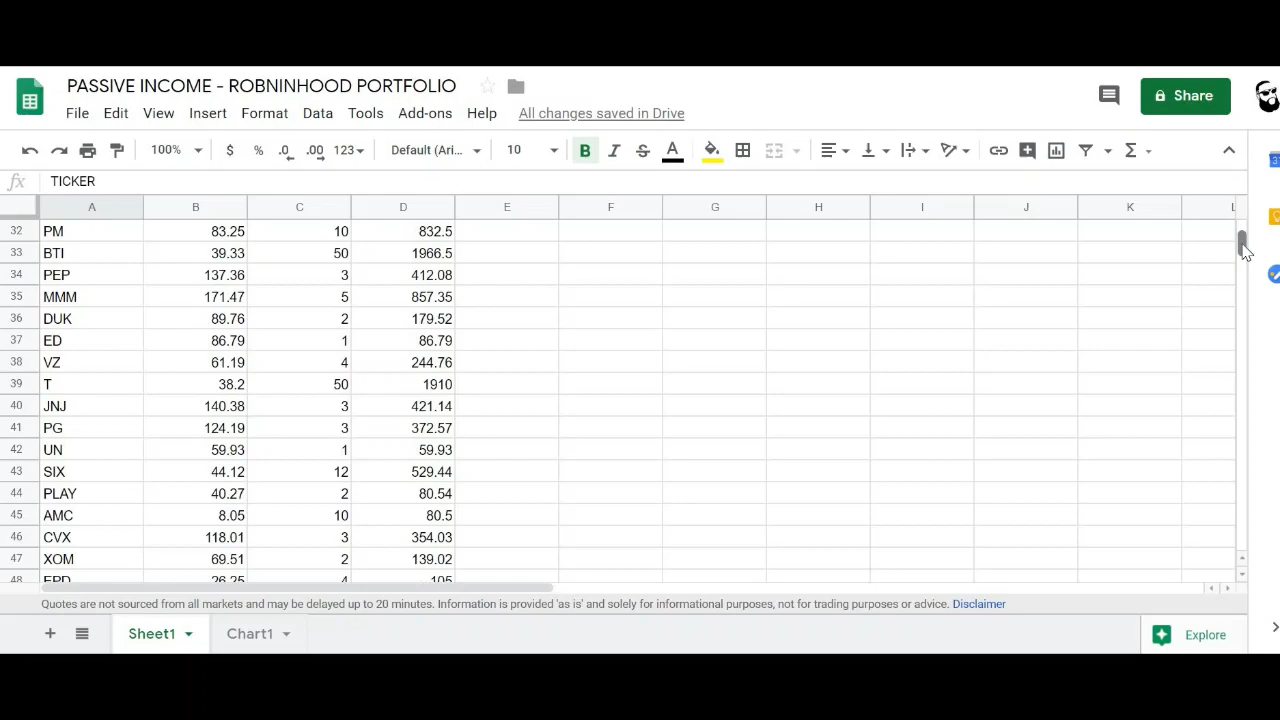 PASSIVE INCOME - ROBNINHOOD PORTFOLIO
File Edit View Insert Format Data Tools Add-ons Help All changes saved in Drive
Share
100% $ % .0 .00 123 Default (Ari... 10 B I S A
fx TICKER
A B C D E F G H I J K L
32 PM 83.25 10 832.5
33 BTI 39.33 50 1966.5
34 PEP 137.36 3 412.08
35 MMM 171.47 5 857.35
36 DUK 89.76 2 179.52
37 ED 86.79 1 86.79
38 VZ 61.19 4 244.76
39 T 38.2 50 1910
40 JNJ 140.38 3 421.14
41 PG 124.19 3 372.57
42 UN 59.93 1 59.93
43 SIX 44.12 12 529.44
44 PLAY 40.27 2 80.54
45 AMC 8.05 10 80.5
46 CVX 118.01 3 354.03
47 XOM 69.51 2 139.02
48 EPD 26.25 4 105
Quotes are not sourced from all markets and may be delayed up to 20 minutes. Information is provided 'as is' and solely for informational purposes, not for trading purposes or advice. Disclaimer
Sheet1 Chart1 Explore